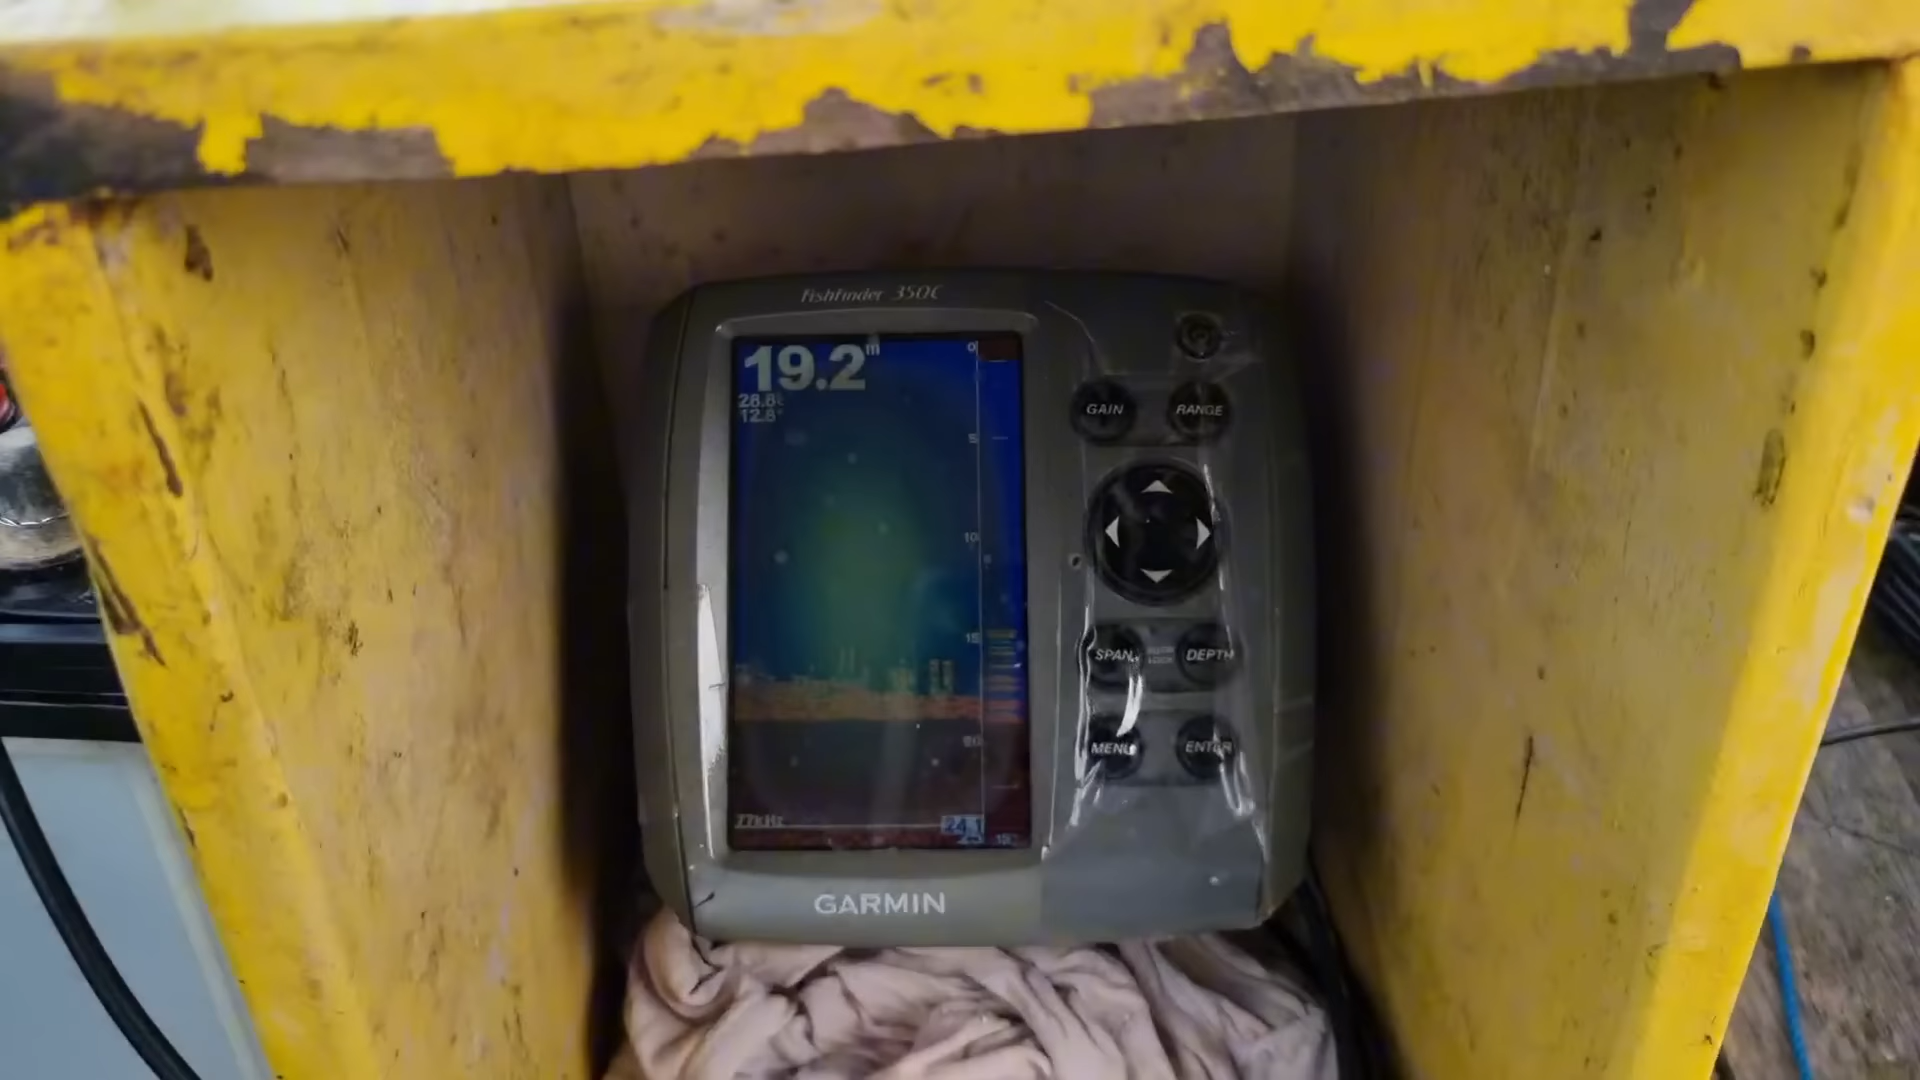 Fishfinder 350C
19.2 m
28.8
12.8
0
5
10
15
20
77kHz
24.1
GAIN
RANGE
SPAN
DEPTH
MENU
ENTER
GARMIN